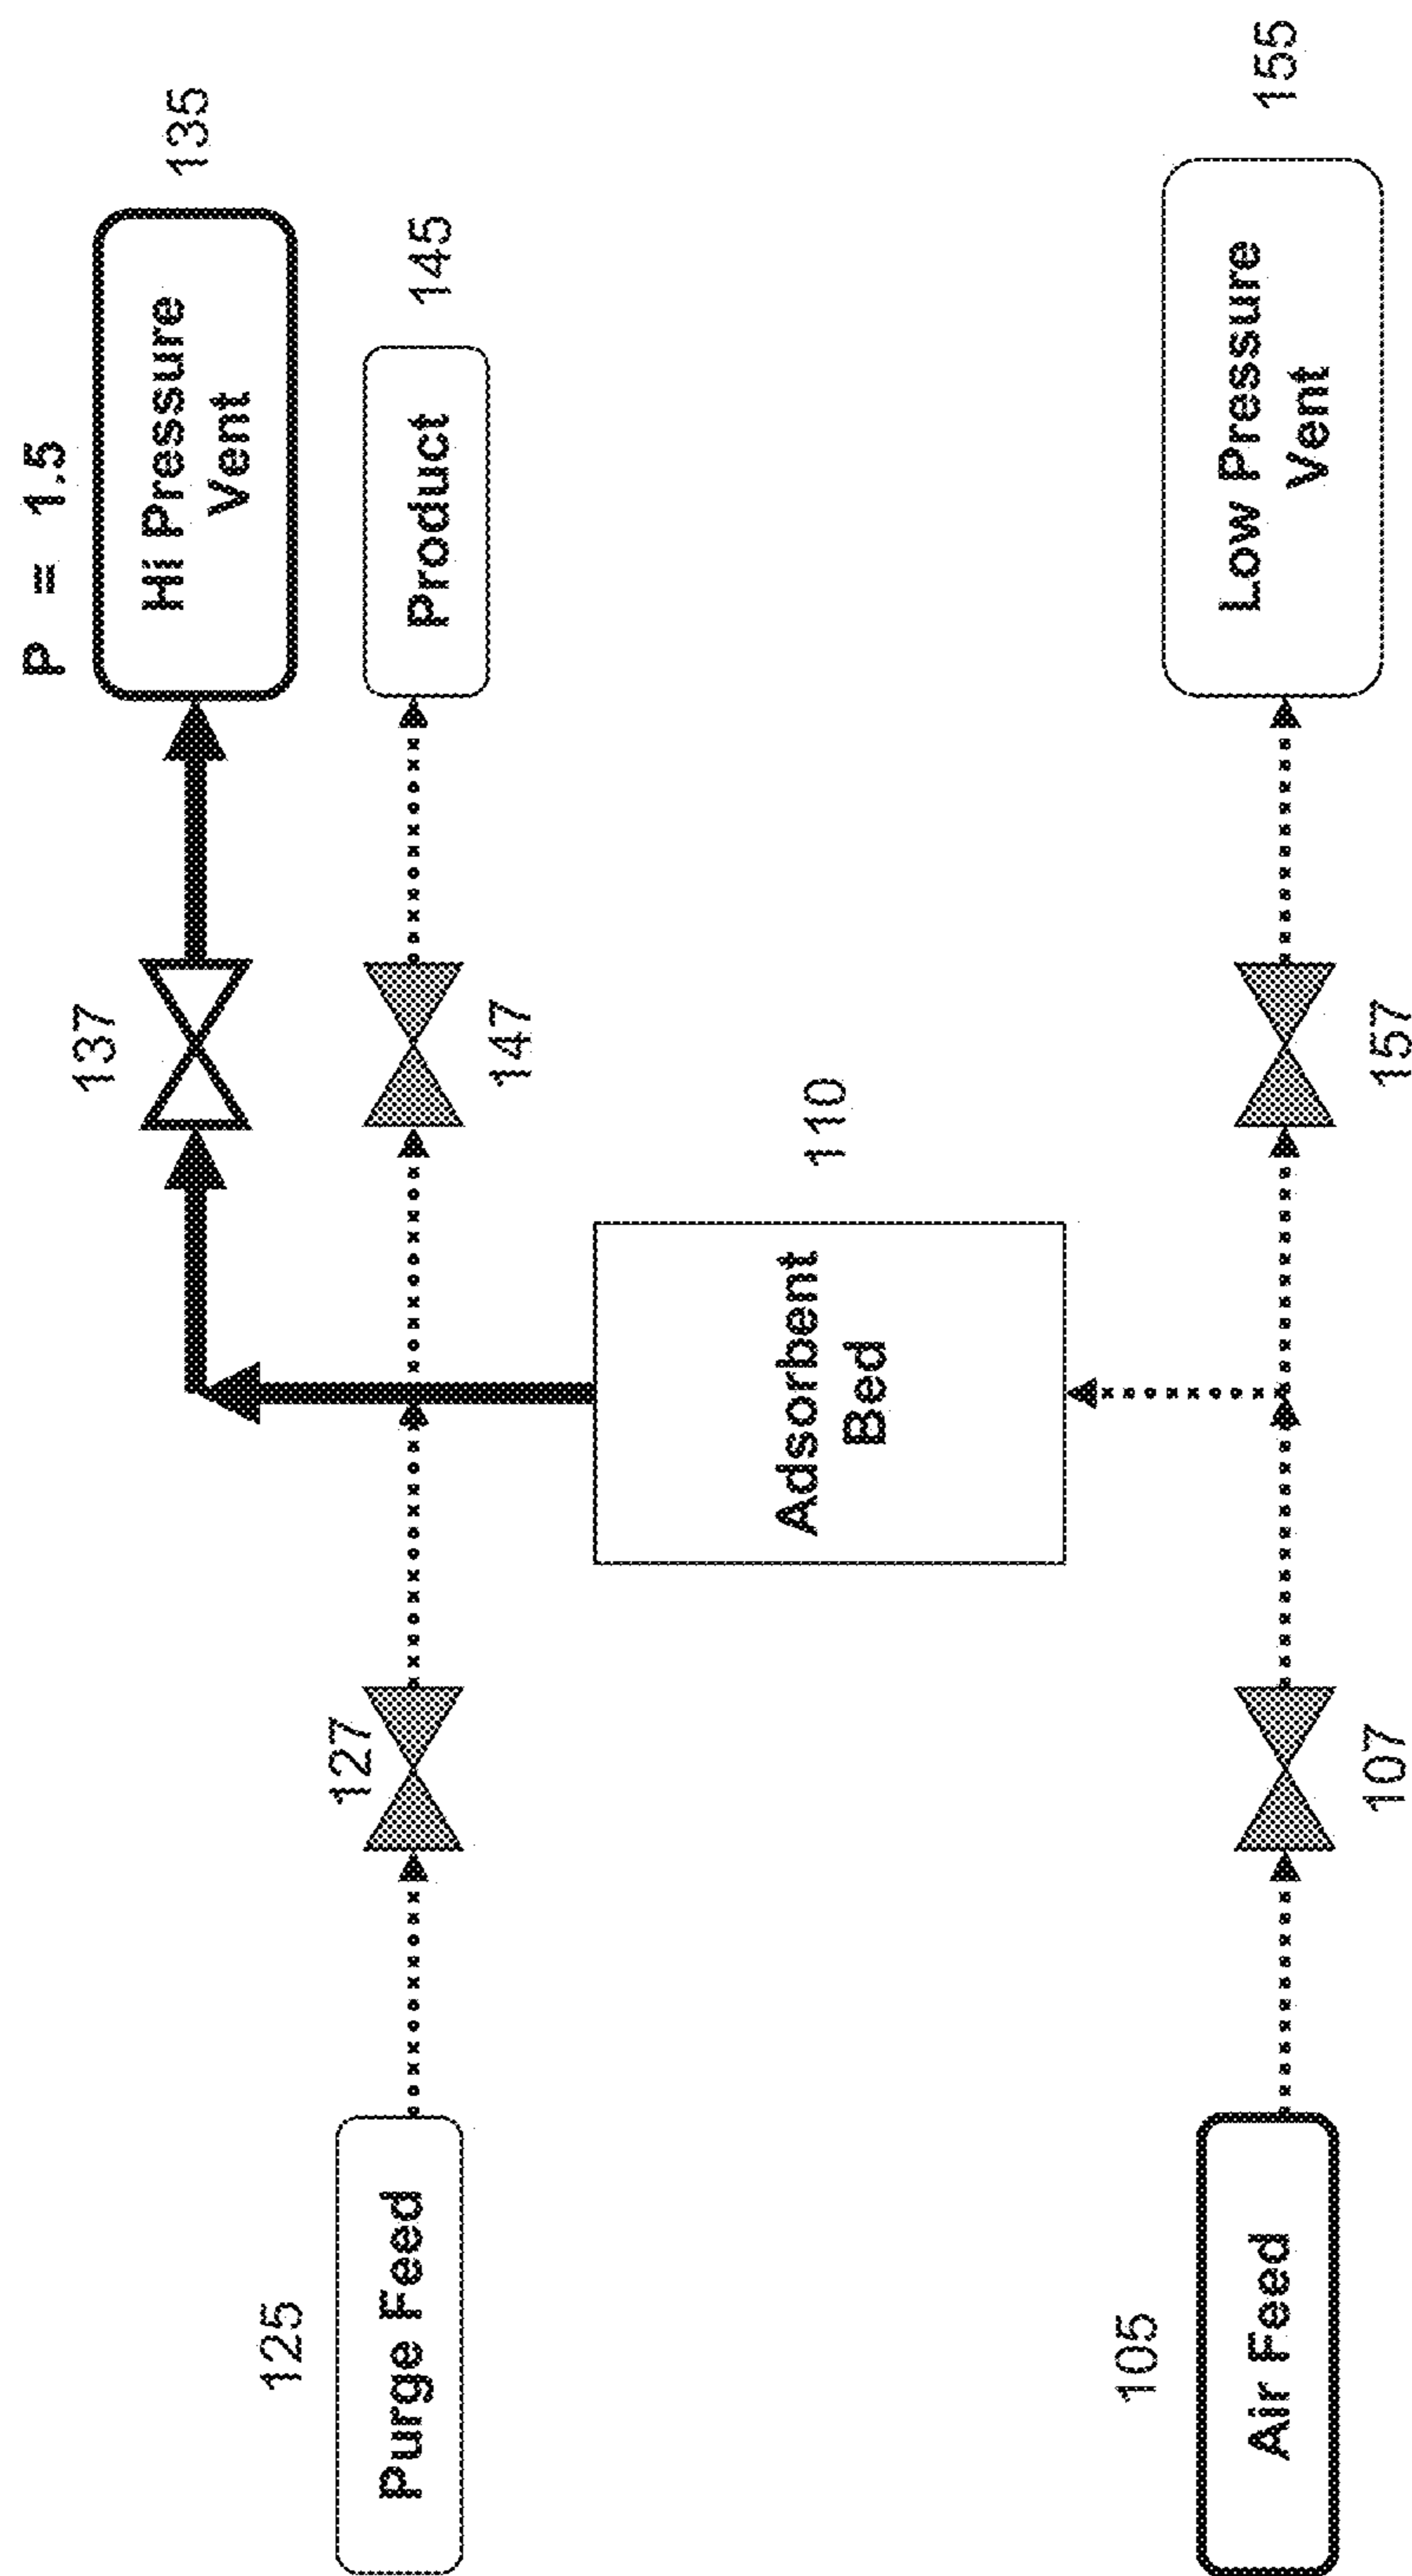 P = 1.5
Hi Pressure
Vent
135
137
Product
145
147
127
125
Purge Feed
Adsorbent
Bed
110
Low Pressure
Vent
155
157
107
105
Air Feed